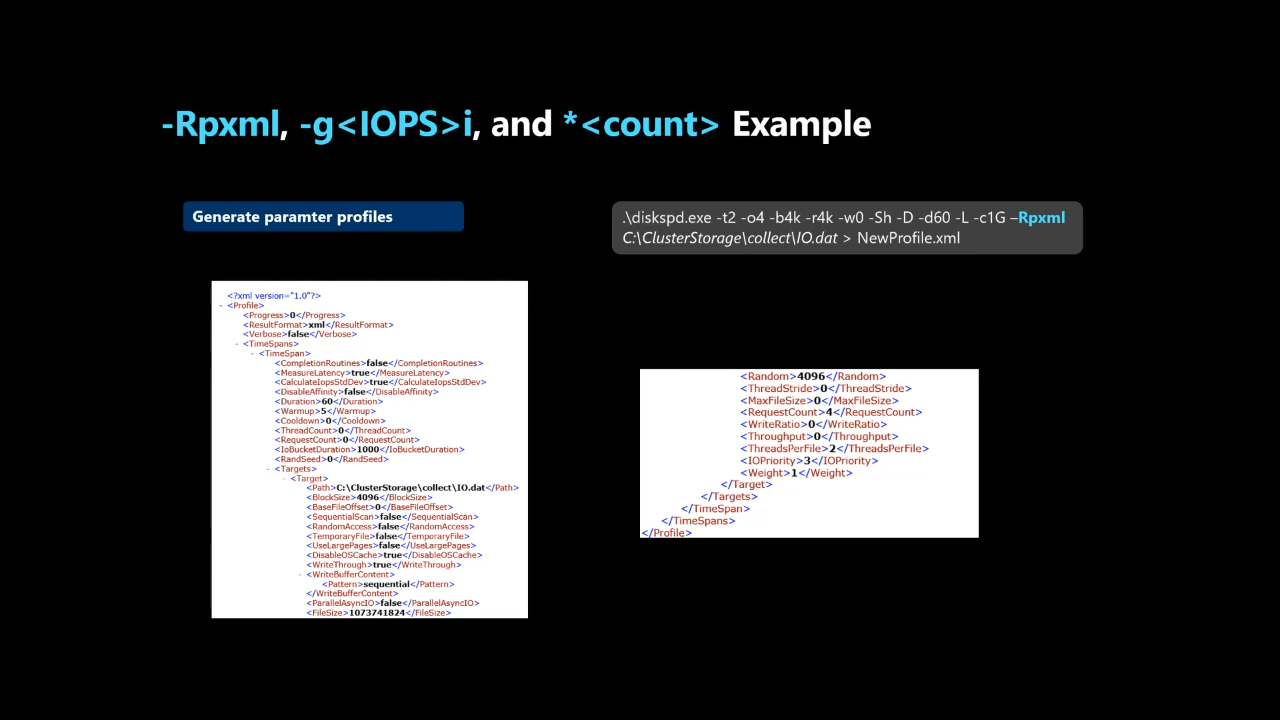 -Rpxml, -g<IOPS>i, and *<count> Example
Generate paramter profiles
.\diskspd.exe -t2 -o4 -b4k -r4k -w0 -Sh -D -d60 -L -c1G –Rpxml
C:\ClusterStorage\collect\IO.dat > NewProfile.xml
<?xml version="1.0"?>
- <Profile>
<Progress>0</Progress>
<ResultFormat>xml</ResultFormat>
<Verbose>false</Verbose>
- <TimeSpans>
- <TimeSpan>
<CompletionRoutines>false</CompletionRoutines>
<MeasureLatency>true</MeasureLatency>
<CalculateIopsStdDev>true</CalculateIopsStdDev>
<DisableAffinity>false</DisableAffinity>
<Duration>60</Duration>
<Warmup>5</Warmup>
<Cooldown>0</Cooldown>
<ThreadCount>0</ThreadCount>
<RequestCount>0</RequestCount>
<IoBucketDuration>1000</IoBucketDuration>
<RandSeed>0</RandSeed>
- <Targets>
- <Target>
<Path>C:\ClusterStorage\collect\IO.dat</Path>
<BlockSize>4096</BlockSize>
<BaseFileOffset>0</BaseFileOffset>
<SequentialScan>false</SequentialScan>
<RandomAccess>false</RandomAccess>
<TemporaryFile>false</TemporaryFile>
<UseLargePages>false</UseLargePages>
<DisableOSCache>true</DisableOSCache>
<WriteThrough>true</WriteThrough>
- <WriteBufferContent>
<Pattern>sequential</Pattern>
</WriteBufferContent>
<ParallelAsyncIO>false</ParallelAsyncIO>
<FileSize>1073741824</FileSize>
<Random>4096</Random>
<ThreadStride>0</ThreadStride>
<MaxFileSize>0</MaxFileSize>
<RequestCount>4</RequestCount>
<WriteRatio>0</WriteRatio>
<Throughput>0</Throughput>
<ThreadsPerFile>2</ThreadsPerFile>
<IOPriority>3</IOPriority>
<Weight>1</Weight>
</Target>
</Targets>
</TimeSpan>
</TimeSpans>
</Profile>